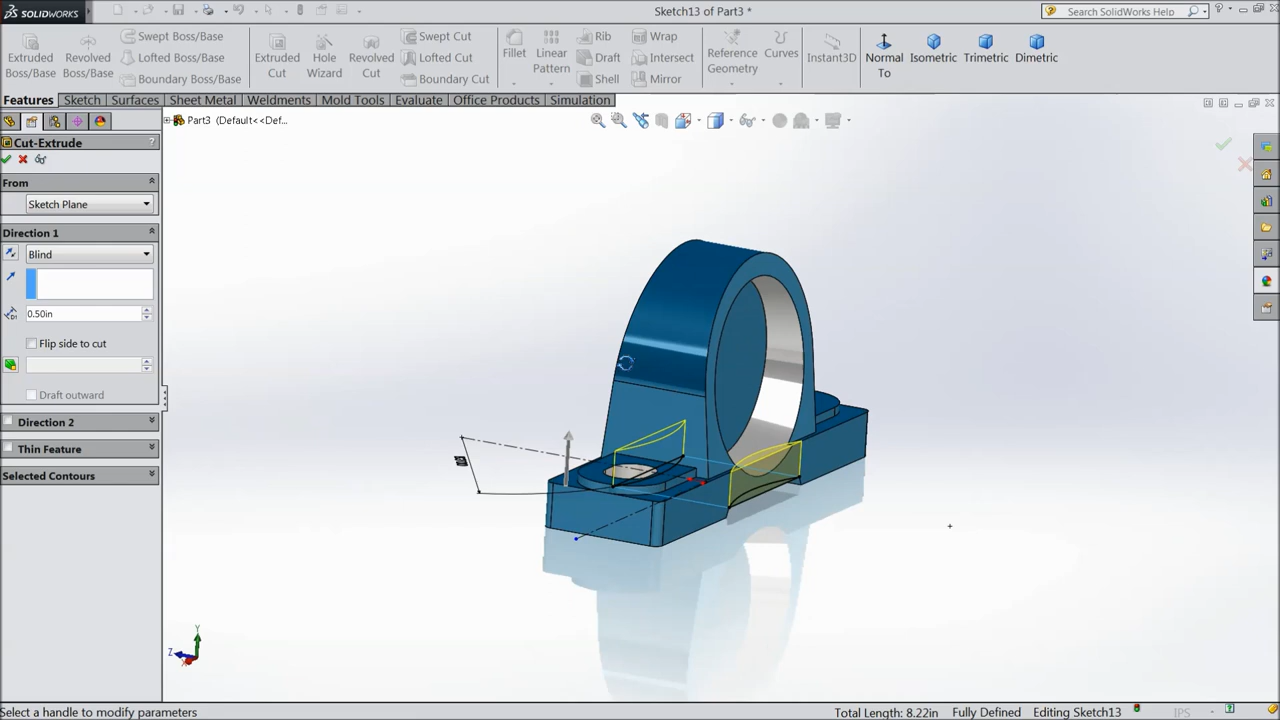 SOLIDWORKS
Sketch13 of Part3 *
Search SolidWorks Help
Extruded Boss/Base
Revolved Boss/Base
Swept Boss/Base
Lofted Boss/Base
Boundary Boss/Base
Extruded Cut
Hole Wizard
Revolved Cut
Swept Cut
Lofted Cut
Boundary Cut
Fillet
Linear Pattern
Rib
Draft
Shell
Wrap
Intersect
Mirror
Reference Geometry
Curves
Instant3D
Normal To
Isometric
Trimetric
Dimetric
Features Sketch Surfaces Sheet Metal Weldments Mold Tools Evaluate Office Products Simulation
Part3 (Default<<Def...
Cut-Extrude
From
Sketch Plane
Direction 1
Blind
0.50in
Flip side to cut
Draft outward
Direction 2
Thin Feature
Selected Contours
Y
Z
X
Select a handle to modify parameters
Total Length: 8.22in Fully Defined Editing Sketch13 IPS